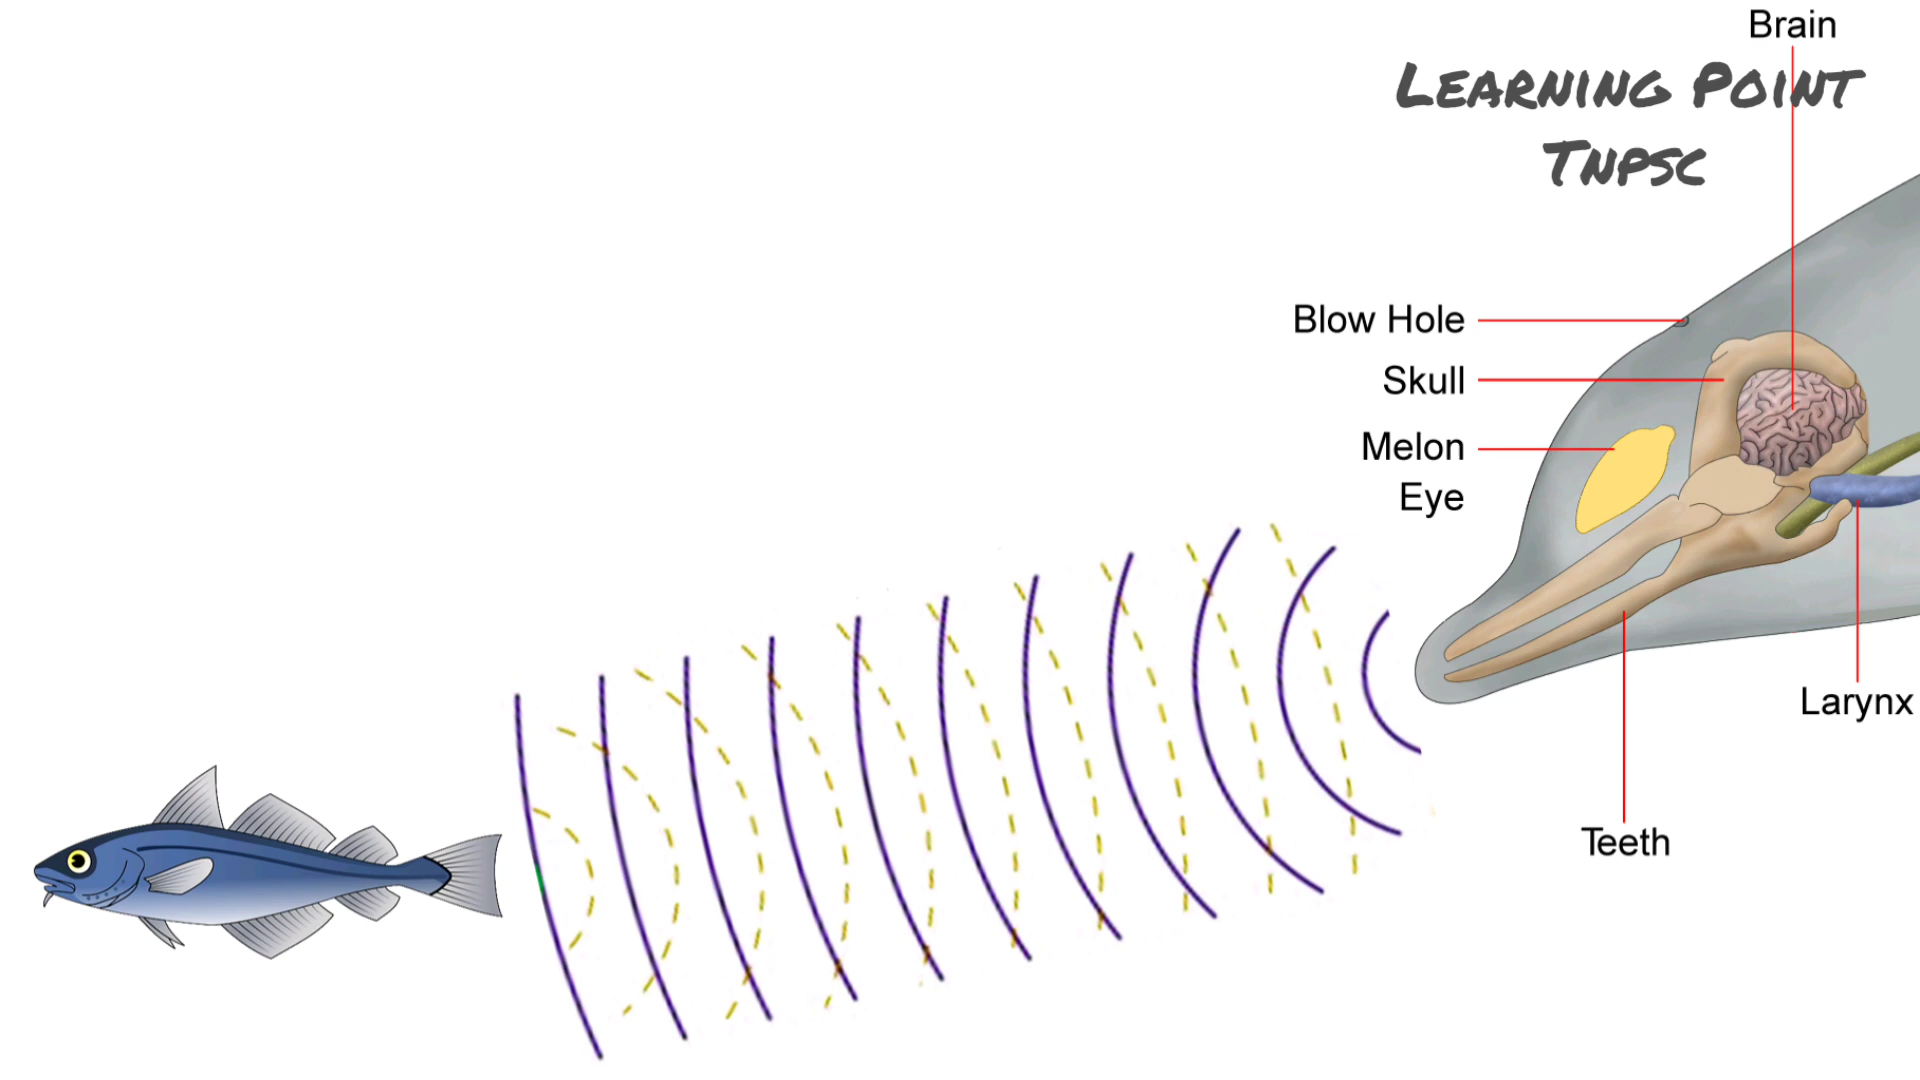 Brain
LEARNING POINT
TNPSC
Blow Hole
Skull
Melon
Eye
Larynx
Teeth